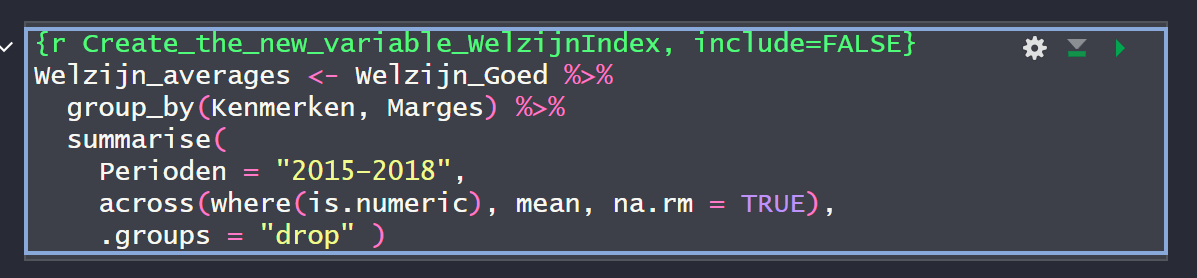 {r Create_the_new_variable_WelzijnIndex, include=FALSE}
Welzijn_averages <- Welzijn_Goed %>%
  group_by(Kenmerken, Marges) %>%
  summarise(
    Perioden = "2015-2018",
    across(where(is.numeric), mean, na.rm = TRUE),
    .groups = "drop" )